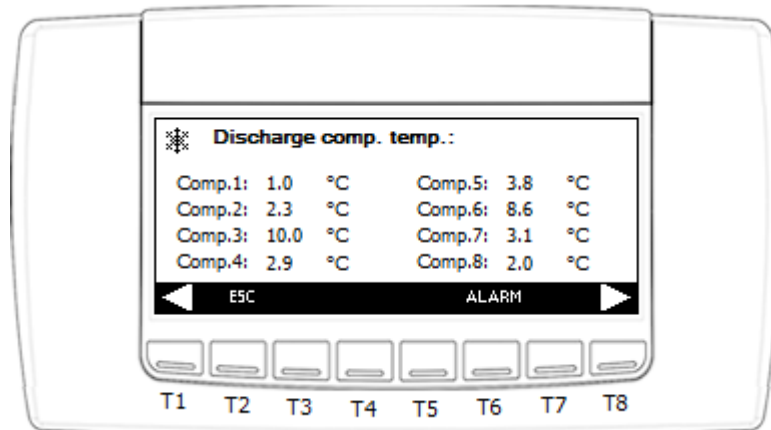 Discharge comp. temp.:
Comp.1: 1.0 °C Comp.5: 3.8 °C
Comp.2: 2.3 °C Comp.6: 8.6 °C
Comp.3: 10.0 °C Comp.7: 3.1 °C
Comp.4: 2.9 °C Comp.8: 2.0 °C
ESC ALARM
T1 T2 T3 T4 T5 T6 T7 T8